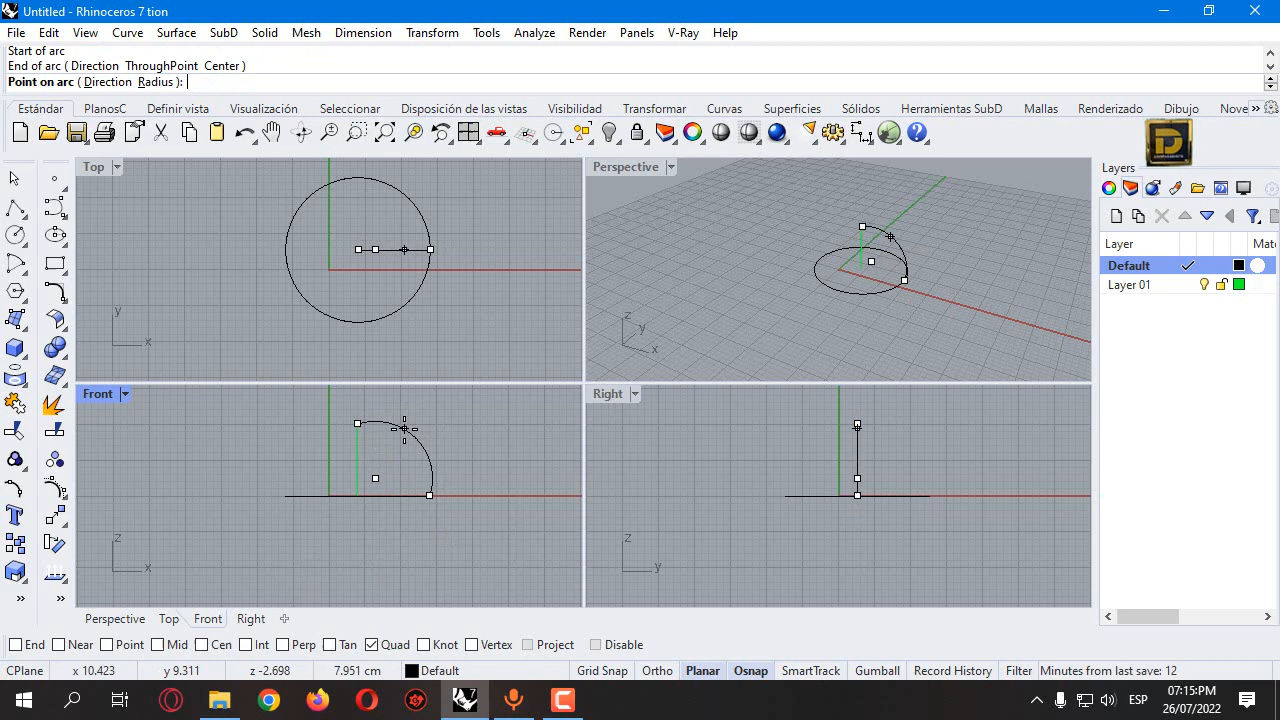 Untitled - Rhinoceros 7 tion
File Edit View Curve Surface SubD Solid Mesh Dimension Transform Tools Analyze Render Panels V-Ray Help
Start of arc
End of arc ( Direction ThroughPoint Center )
Point on arc ( Direction Radius ):
Estándar PlanosC Definir vista Visualización Seleccionar Disposición de las vistas Visibilidad Transformar Curvas Superficies Sólidos Herramientas SubD Mallas Renderizado Dibujo Nove »
Top
Perspective
Layers
Layer Mate
Default
Layer 01
y
x
z
y
x
Front
Right
z
x
z
y
Perspective Top Front Right
End Near Point Mid Cen Int Perp Tan Quad Knot Vertex Project Disable
CPlane x 10.423 y 9.311 z -2.698 7.951 cm Default Grid Snap Ortho Planar Osnap SmartTrack Gumball Record History Filter Minutes from last save: 12
7
ESP
07:15:PM
26/07/2022